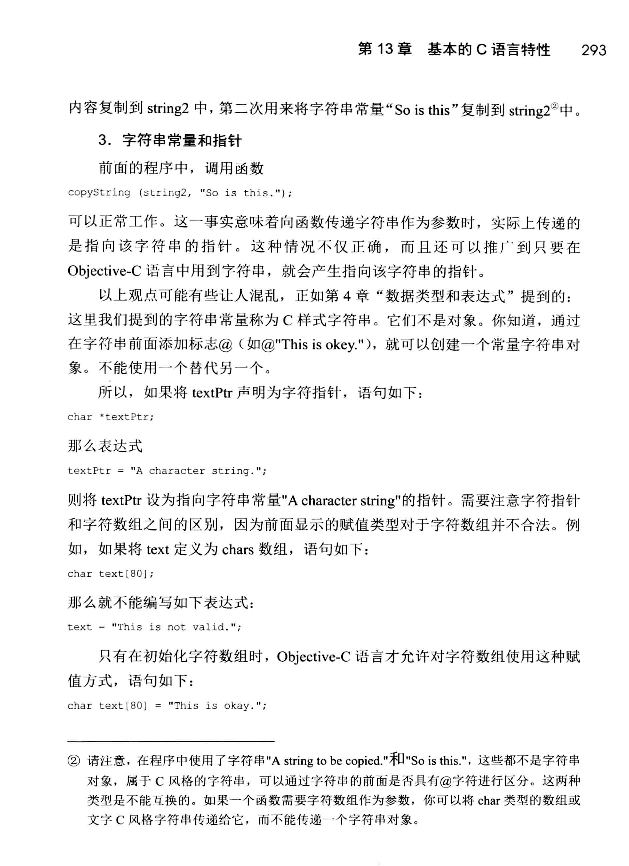 第 13 章 基本的 C 语言特性 293
内容复制到 string2 中，第二次用来将字符串常量“So is this”复制到 string2②中。
3．字符串常量和指针
前面的程序中，调用函数
copyString (string2, "So is this.");
可以正常工作。这一事实意味着向函数传递字符串作为参数时，实际上传递的
是指向该字符串的指针。这种情况不仅正确，而且还可以推广到只要在
Objective-C 语言中用到字符串，就会产生指向该字符串的指针。
以上观点可能有些让人混乱，正如第 4 章“数据类型和表达式”提到的：
这里我们提到的字符串常量称为 C 样式字符串。它们不是对象。你知道，通过
在字符串前面添加标志@（如@"This is okey."），就可以创建一个常量字符串对
象。不能使用一个替代另一个。
所以，如果将 textPtr 声明为字符指针，语句如下：
char *textPtr;
那么表达式
textPtr = "A character string.";
则将 textPtr 设为指向字符串常量"A character string"的指针。需要注意字符指针
和字符数组之间的区别，因为前面显示的赋值类型对于字符数组并不合法。例
如，如果将 text 定义为 chars 数组，语句如下：
char text[80];
那么就不能编写如下表达式：
text = "This is not valid.";
只有在初始化字符数组时，Objective-C 语言才允许对字符数组使用这种赋
值方式，语句如下：
char text[80] = "This is okay.";
② 请注意，在程序中使用了字符串"A string to be copied."和"So is this."，这些都不是字符串
对象，属于 C 风格的字符串，可以通过字符串的前面是否具有@字符进行区分。这两种
类型是不能互换的。如果一个函数需要字符数组作为参数，你可以将 char 类型的数组或
文字 C 风格字符串传递给它，而不能传递一个字符串对象。